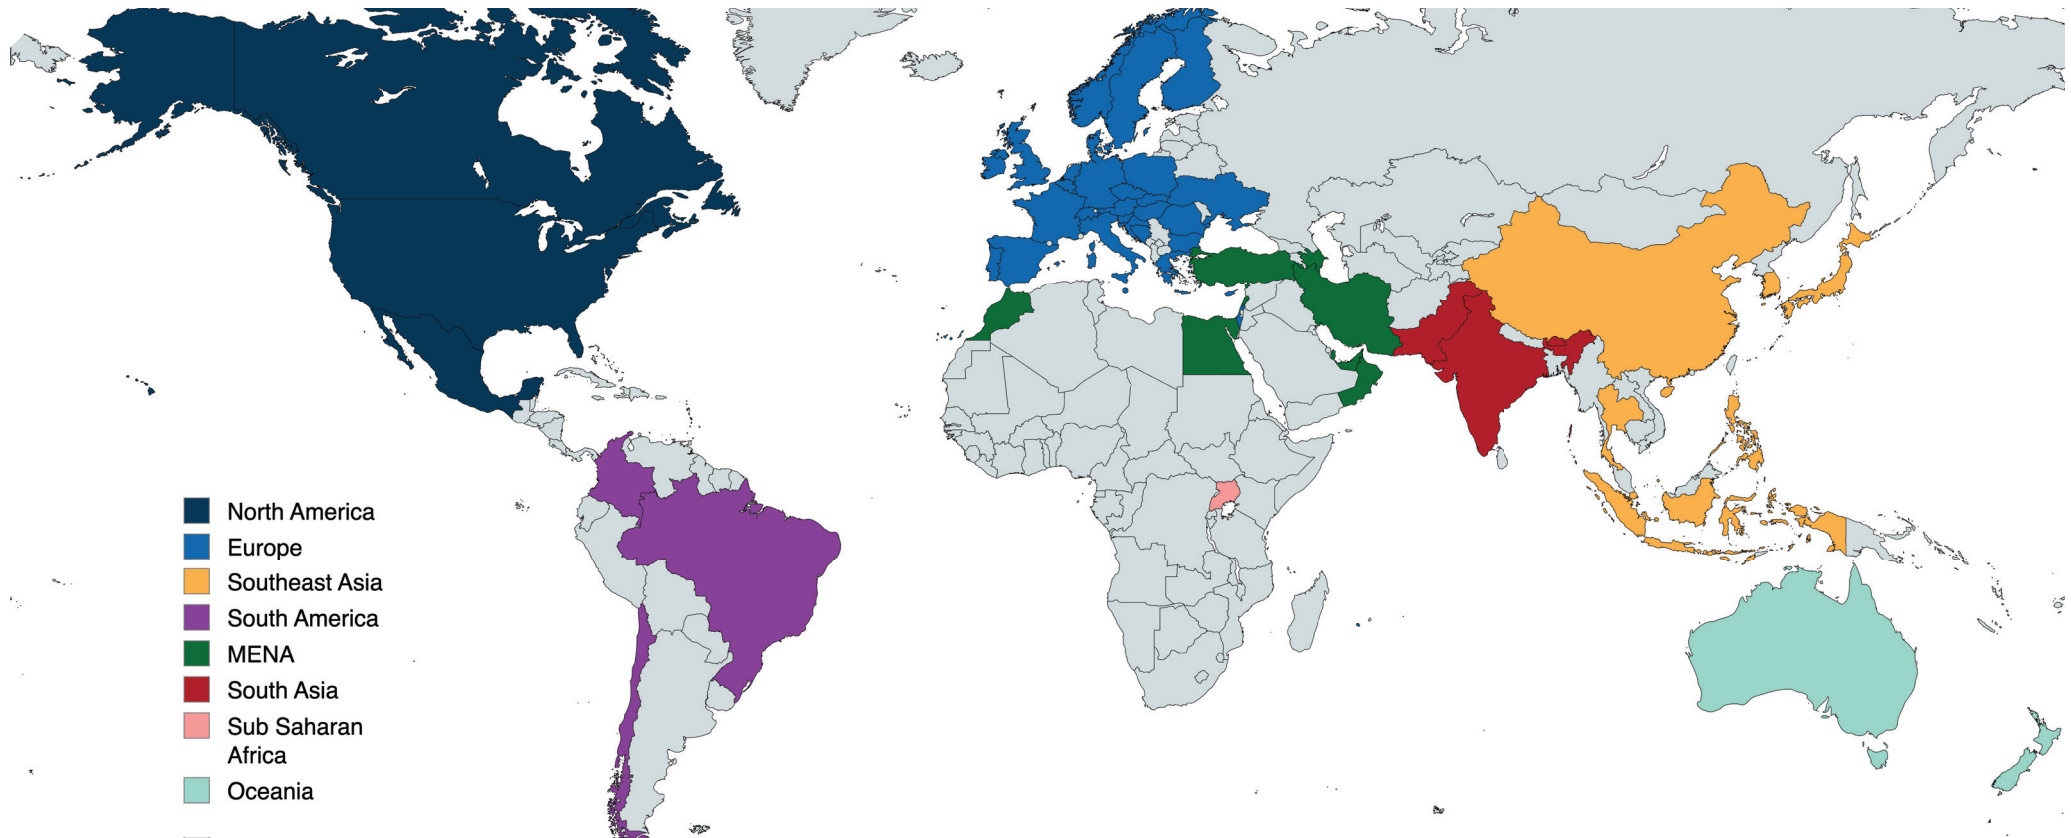 North America
Europe
Southeast Asia
South America
MENA
South Asia
Sub Saharan
Africa
Oceania